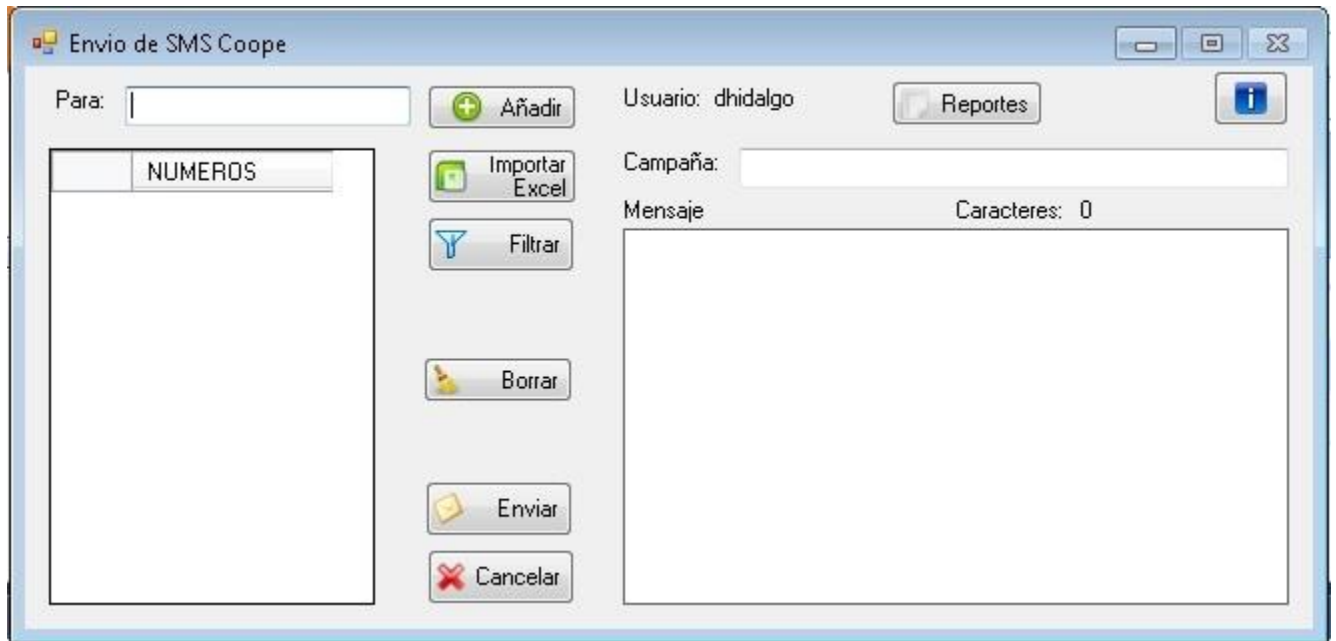 Envio de SMS Coope
Para:
Añadir
Usuario: dhidalgo
Reportes
NUMEROS
Importar
Excel
Campaña:
Mensaje
Caracteres: 0
Filtrar
Borrar
Enviar
Cancelar